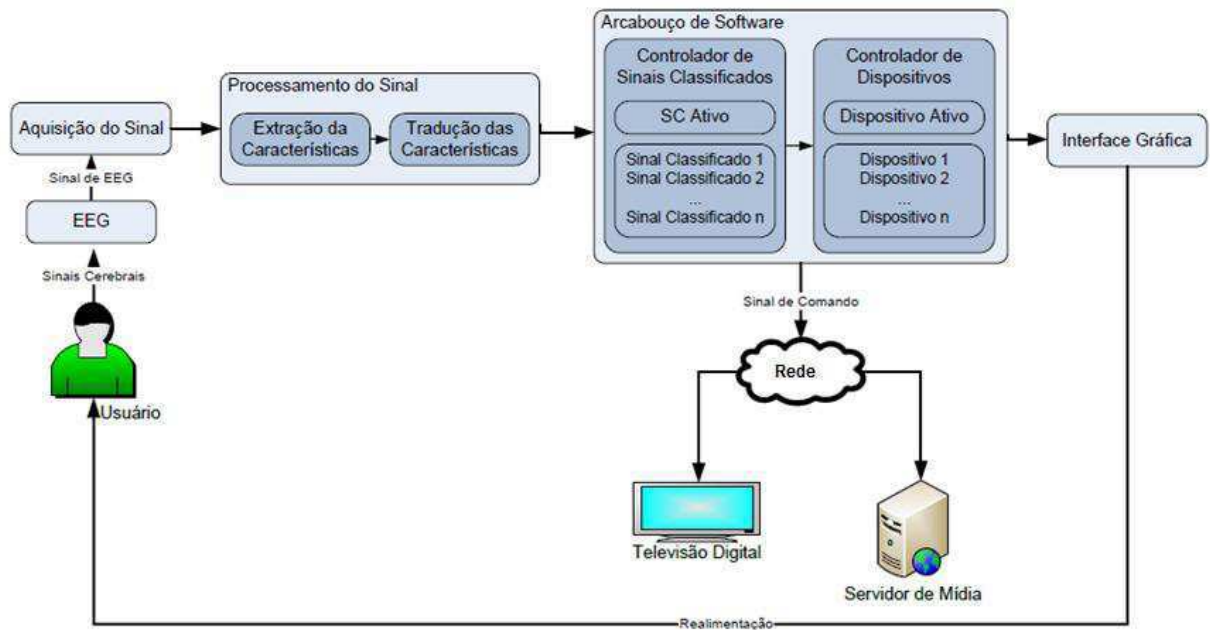 Arcabouço de Software
Controlador de
Sinais Classificados
Controlador de
Dispositivos
Processamento do Sinal
Aquisição do Sinal
Extração da
Características
Tradução das
Características
SC Ativo
Dispositivo Ativo
Interface Gráfica
Sinal Classificado 1
Sinal Classificado 2
...
Sinal Classificado n
Dispositivo 1
Dispositivo 2
...
Dispositivo n
Sinal de EEG
EEG
Sinais Cerebrais
Usuário
Sinal de Comando
Rede
Televisão Digital
Servidor de Mídia
Realimentação